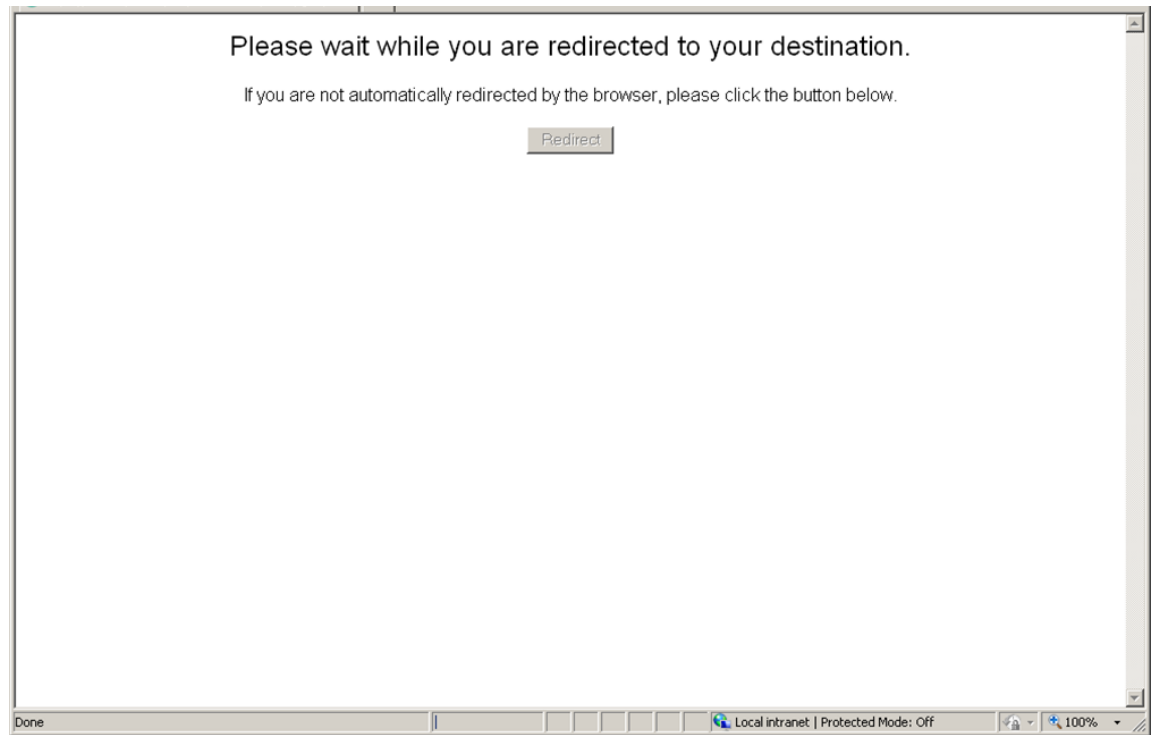 Please wait while you are redirected to your destination.
If you are not automatically redirected by the browser, please click the button below.
Redirect
Done
Local intranet | Protected Mode: Off
100%